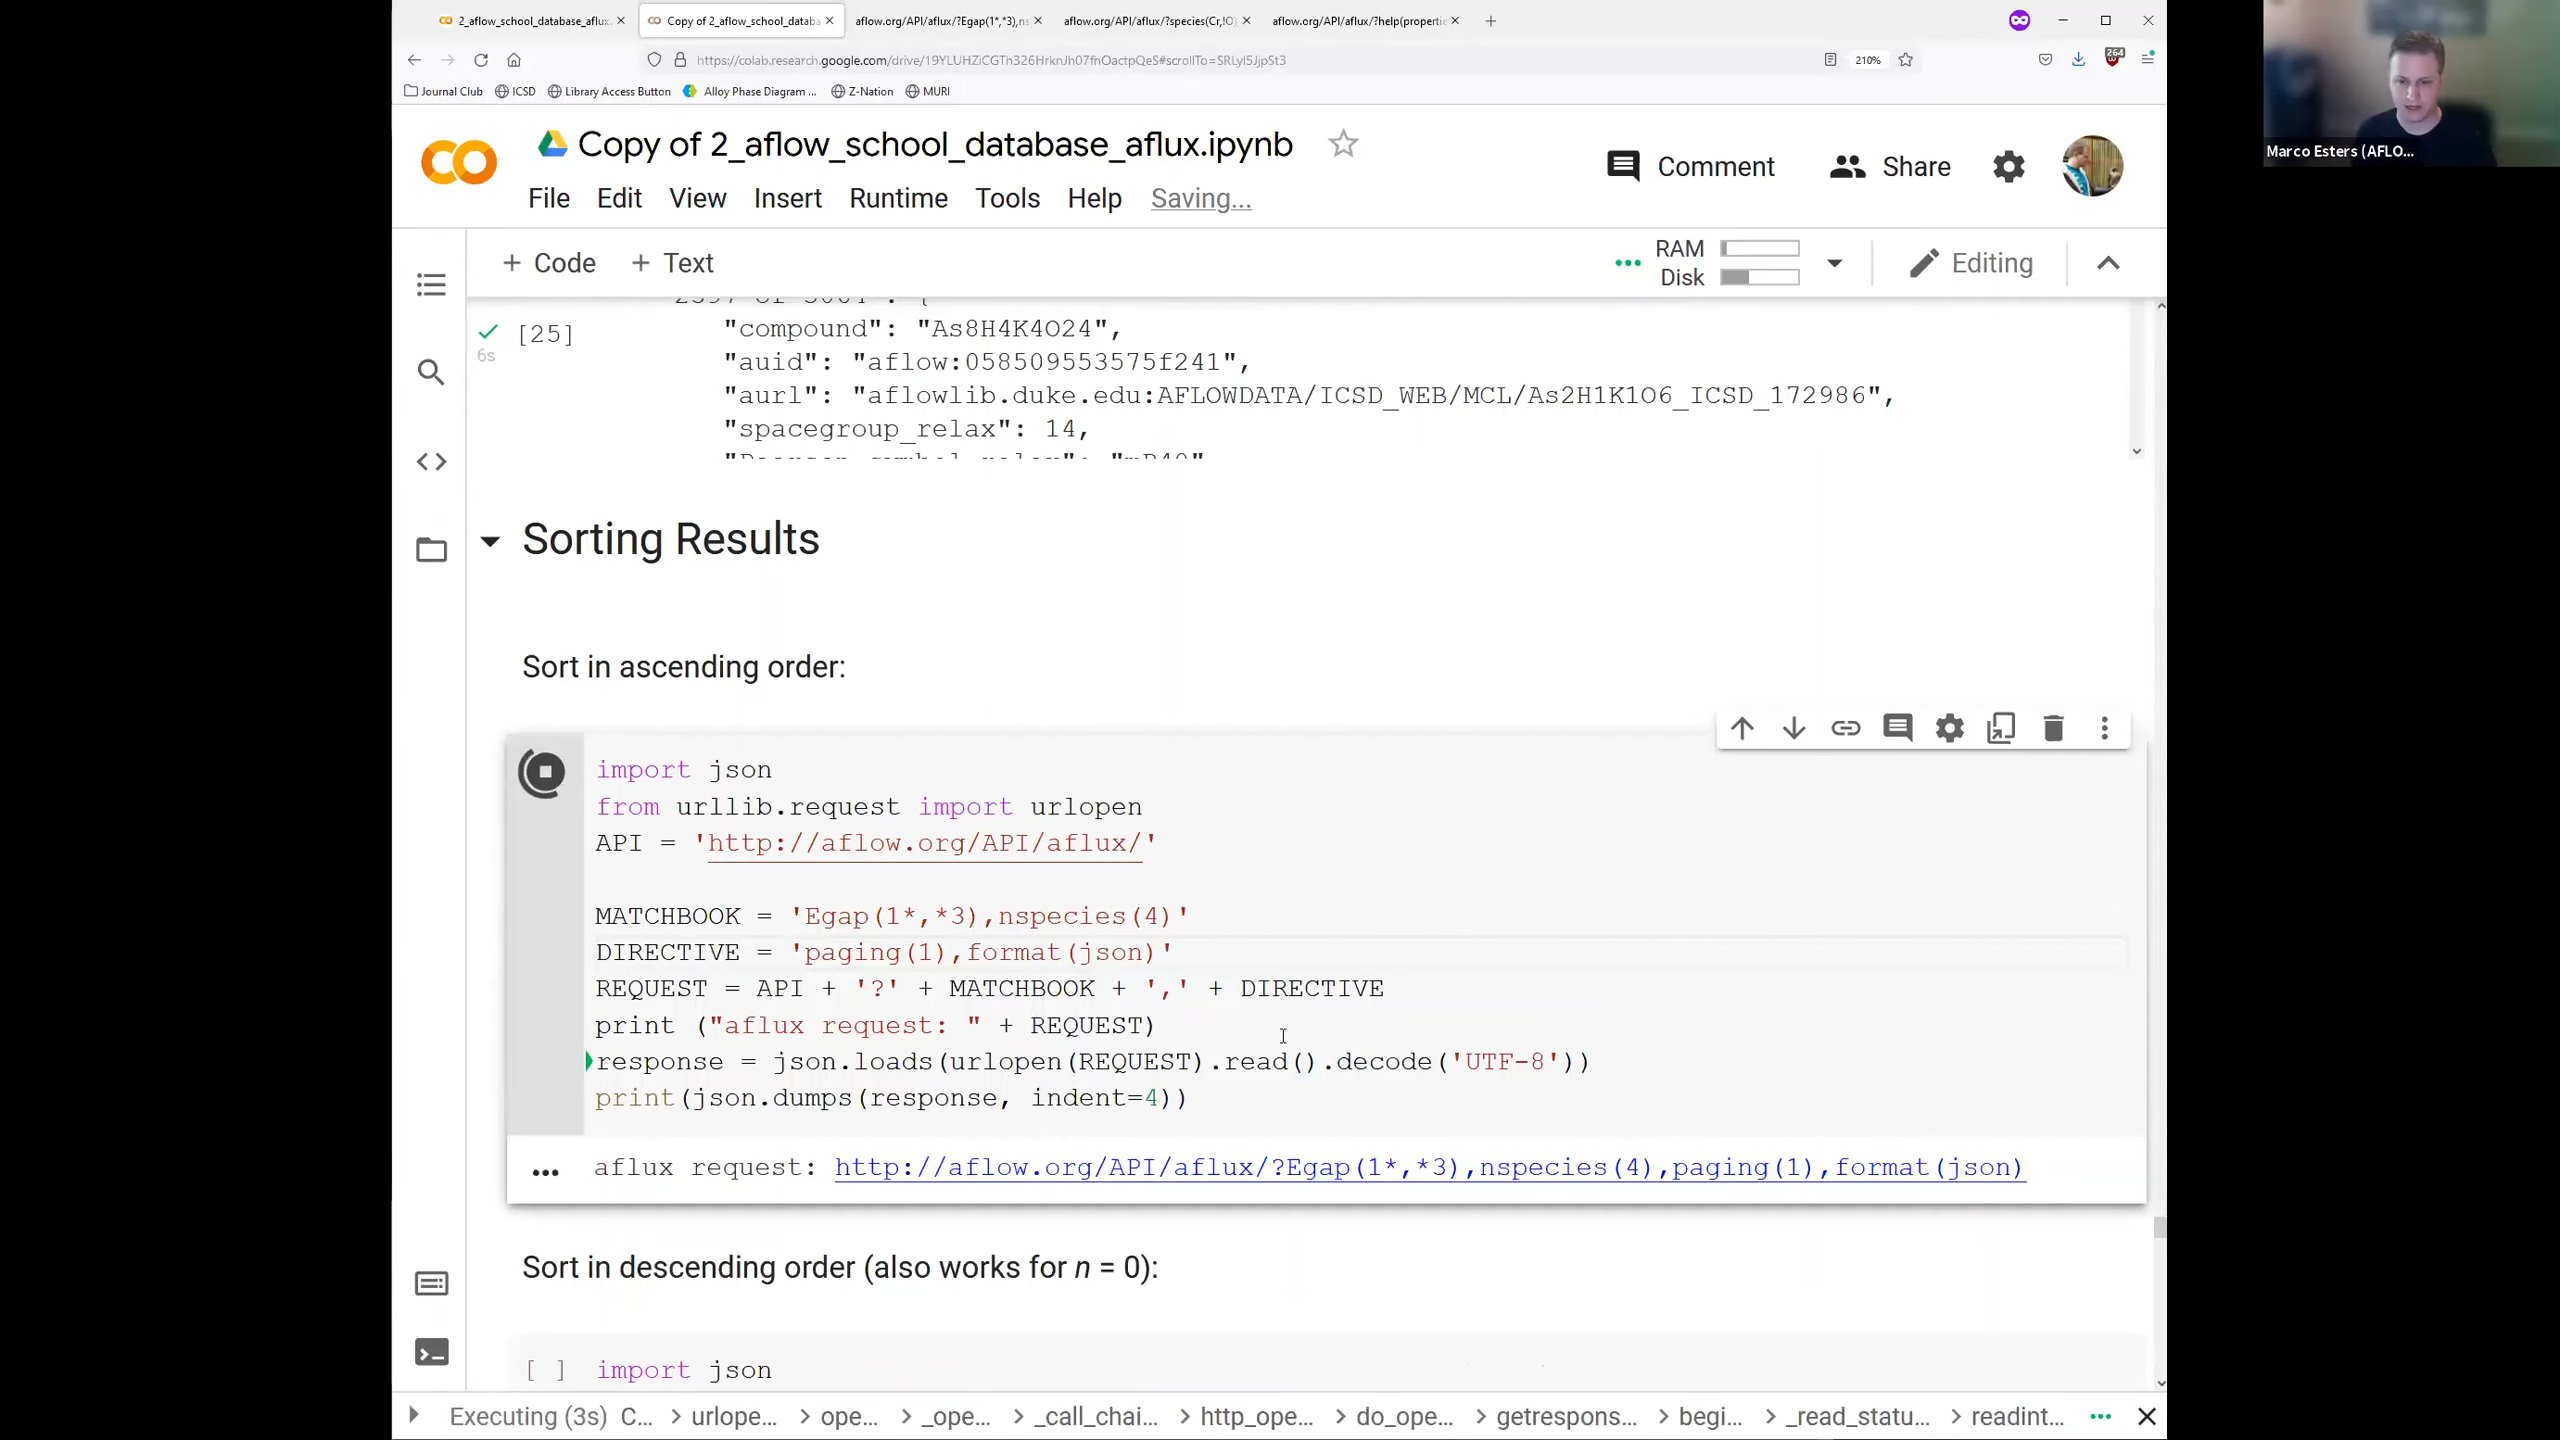 2_aflow_school_database_aflux.
Copy of 2_aflow_school_datab
aflow.org/API/aflux/?Egap(1*,*3),n
aflow.org/API/aflux/?species(Cr,!O)
aflow.org/API/aflux/?help(properti
https://colab.research.google.com/drive/19YLUHZiCGTn326HrknJh07fnOactpQeS#scrollTo=SRLyI5JjpSt3
210%
264
Journal Club
ICSD
Library Access Button
Alloy Phase Diagram ...
Z-Nation
MURI
Marco Esters (AFLO...
CO
Copy of 2_aflow_school_database_aflux.ipynb
Comment
Share
File Edit View Insert Runtime Tools Help Saving...
+ Code + Text
RAM
Disk
Editing
[25]
6s
"compound": "As8H4K4O24",
"auid": "aflow:058509553575f241",
"aurl": "aflowlib.duke.edu:AFLOWDATA/ICSD_WEB/MCL/As2H1K1O6_ICSD_172986",
"spacegroup_relax": 14,
Sorting Results
Sort in ascending order:
import json
from urllib.request import urlopen
API = 'http://aflow.org/API/aflux/'
MATCHBOOK = 'Egap(1*,*3),nspecies(4)'
DIRECTIVE = 'paging(1),format(json)'
REQUEST = API + '?' + MATCHBOOK + ',' + DIRECTIVE
print ("aflux request: " + REQUEST)
response = json.loads(urlopen(REQUEST).read().decode('UTF-8'))
print(json.dumps(response, indent=4))
... aflux request: http://aflow.org/API/aflux/?Egap(1*,*3),nspecies(4),paging(1),format(json)
Sort in descending order (also works for n = 0):
[ ] import json
Executing (3s) C... > urlope... > ope... > _ope... > _call_chai... > http_ope... > do_ope... > getrespons... > begi... > _read_statu... > readint...